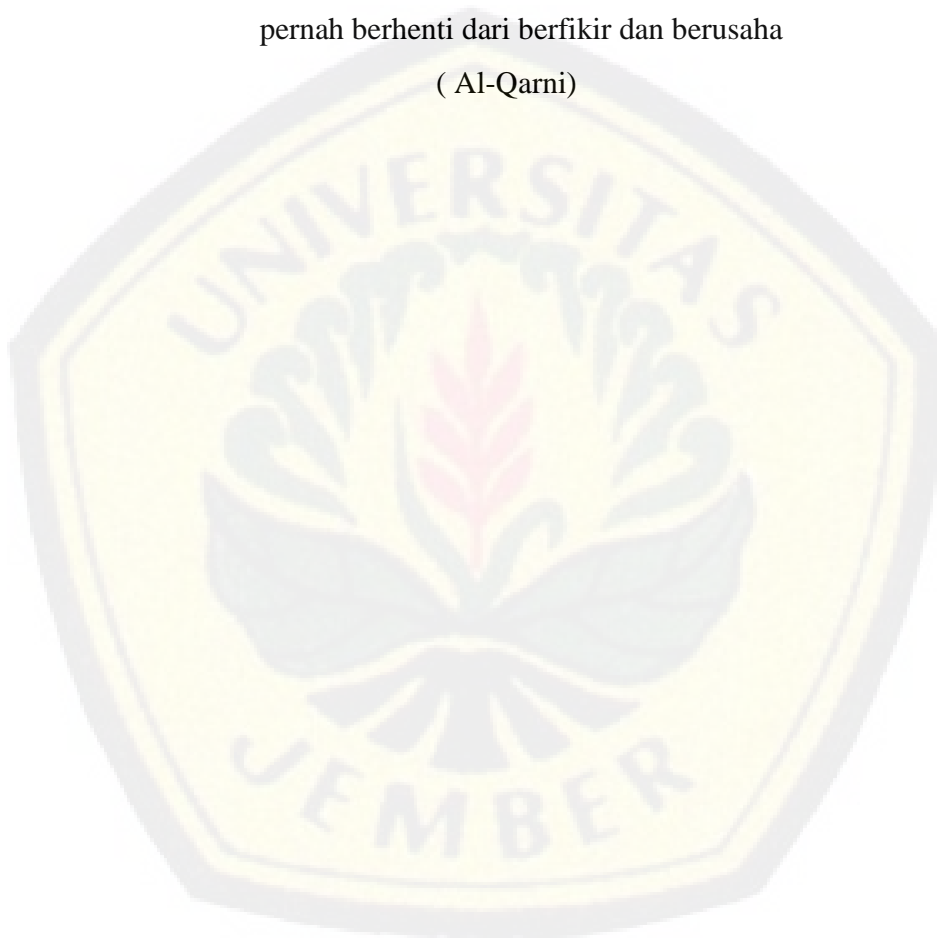 pernah berhenti dari berfikir dan berusaha
( Al-Qarni)
UNIVERSITAS
JEMBER